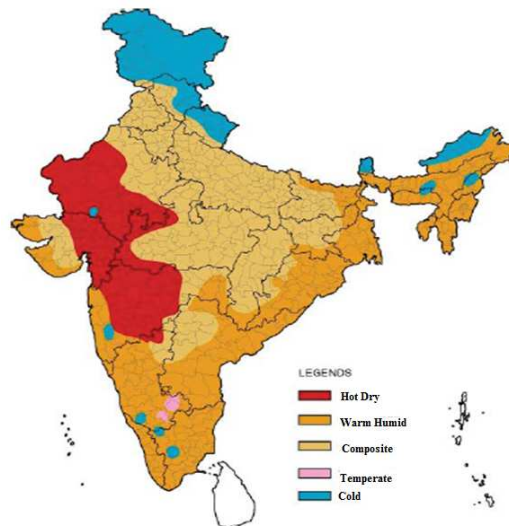 LEGENDS
Hot Dry
Warm Humid
Composite
Temperate
Cold